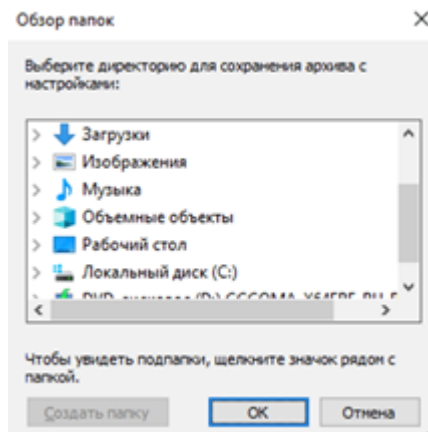 Обзор папок
Выберите директорию для сохранения архива с
настройками:
Загрузки
Изображения
Музыка
Объемные объекты
Рабочий стол
Локальный диск (C:)
Чтобы увидеть подпапки, щелкните значок рядом с
папкой.
Создать папку
OK
Отмена